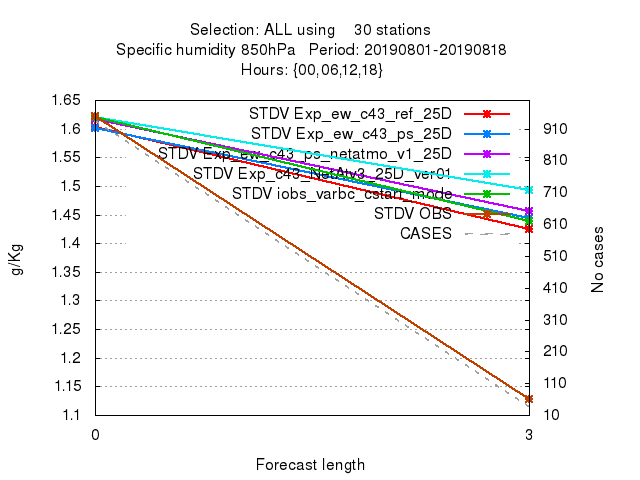 Selection: ALL using    30 stations
Specific humidity 850hPa   Period: 20190801-20190818
Hours: {00,06,12,18}
STDV Exp_ew_c43_ref_25D
STDV Exp_ew_c43_ps_25D
STDV Exp_ew_c43_ps_netatmo_v1_25D
STDV Exp_c43_NetAtv3_25D_ver01
STDV iobs_varbc_cstart_mode
STDV OBS
CASES
1.65
1.6
1.55
1.5
1.45
1.4
1.35
1.3
1.25
1.2
1.15
1.1
g/Kg
910
810
710
610
510
410
310
210
110
10
No cases
0
3
Forecast length